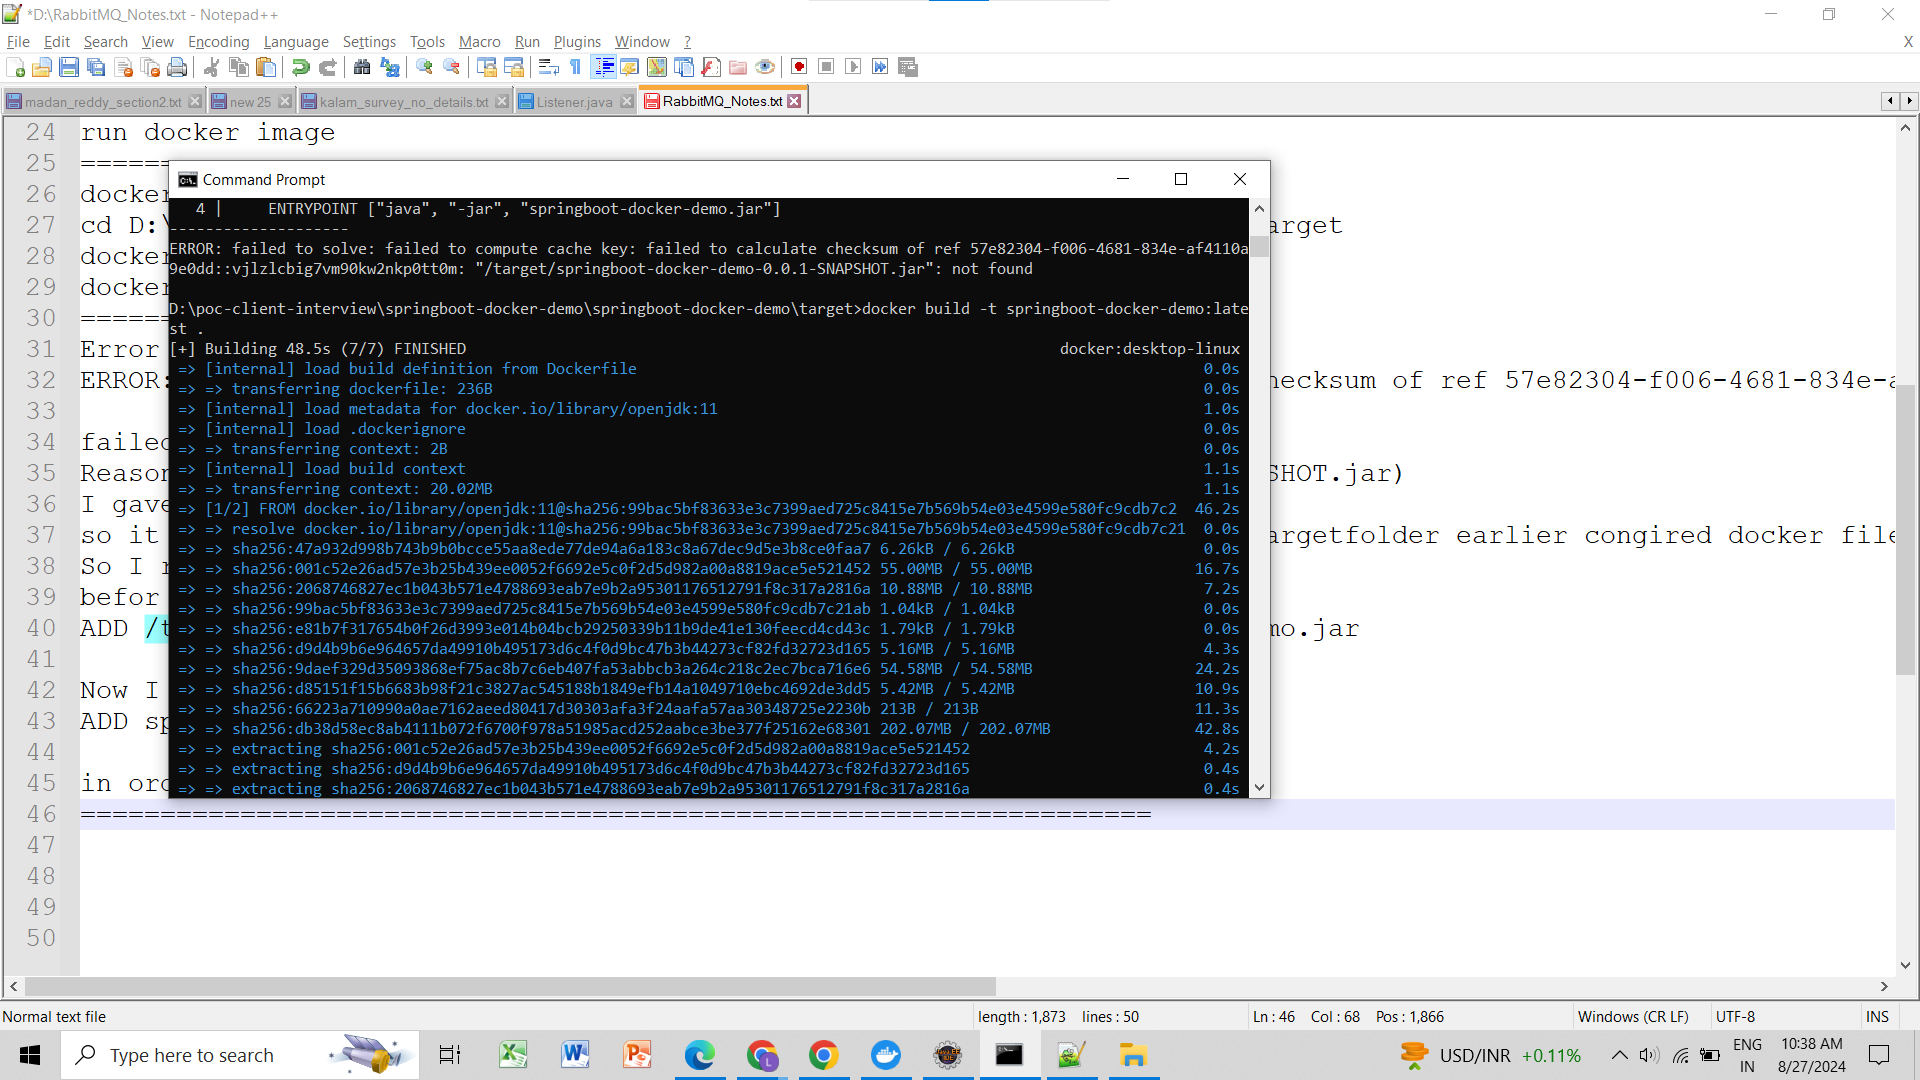 *D:\RabbitMQ_Notes.txt - Notepad++
File Edit Search View Encoding Language Settings Tools Macro Run Plugins Window ? X
madan_reddy_section2.txt new 25 kalam_survey_no_details.txt Listener.java RabbitMQ_Notes.txt
24 run docker image
25 ======
26 docker
27 cd D:\ arget
28 docker
29 docker
30 ======
31 Error
32 ERROR: hecksum of ref 57e82304-f006-4681-834e-a
33
34 failed
35 Reason SHOT.jar)
36 I gave
37 so it argetfolder earlier congired docker file
38 So I r
39 befor
40 ADD /t mo.jar
41
42 Now I
43 ADD sp
44
45 in ord
46 ===================================================================
47
48
49
50
Command Prompt
4 | ENTRYPOINT ["java", "-jar", "springboot-docker-demo.jar"]
--------------------
ERROR: failed to solve: failed to compute cache key: failed to calculate checksum of ref 57e82304-f006-4681-834e-af4110a
9e0dd::vjlzlcbig7vm90kw2nkp0tt0m: "/target/springboot-docker-demo-0.0.1-SNAPSHOT.jar": not found
D:\poc-client-interview\springboot-docker-demo\springboot-docker-demo\target>docker build -t springboot-docker-demo:late
st .
[+] Building 48.5s (7/7) FINISHED docker:desktop-linux
=> [internal] load build definition from Dockerfile 0.0s
=> => transferring dockerfile: 236B 0.0s
=> [internal] load metadata for docker.io/library/openjdk:11 1.0s
=> [internal] load .dockerignore 0.0s
=> => transferring context: 2B 0.0s
=> [internal] load build context 1.1s
=> => transferring context: 20.02MB 1.1s
=> [1/2] FROM docker.io/library/openjdk:11@sha256:99bac5bf83633e3c7399aed725c8415e7b569b54e03e4599e580fc9cdb7c2 46.2s
=> => resolve docker.io/library/openjdk:11@sha256:99bac5bf83633e3c7399aed725c8415e7b569b54e03e4599e580fc9cdb7c21 0.0s
=> => sha256:47a932d998b743b9b0bcce55aa8ede77de94a6a183c8a67dec9d5e3b8ce0faa7 6.26kB / 6.26kB 0.0s
=> => sha256:001c52e26ad57e3b25b439ee0052f6692e5c0f2d5d982a00a8819ace5e521452 55.00MB / 55.00MB 16.7s
=> => sha256:2068746827ec1b043b571e4788693eab7e9b2a95301176512791f8c317a2816a 10.88MB / 10.88MB 7.2s
=> => sha256:99bac5bf83633e3c7399aed725c8415e7b569b54e03e4599e580fc9cdb7c21ab 1.04kB / 1.04kB 0.0s
=> => sha256:e81b7f317654b0f26d3993e014b04bcb29250339b11b9de41e130feecd4cd43c 1.79kB / 1.79kB 0.0s
=> => sha256:d9d4b9b6e964657da49910b495173d6c4f0d9bc47b3b44273cf82fd32723d165 5.16MB / 5.16MB 4.3s
=> => sha256:9daef329d35093868ef75ac8b7c6eb407fa53abbcb3a264c218c2ec7bca716e6 54.58MB / 54.58MB 24.2s
=> => sha256:d85151f15b6683b98f21c3827ac545188b1849efb14a1049710ebc4692de3dd5 5.42MB / 5.42MB 10.9s
=> => sha256:66223a710990a0ae7162aeed80417d30303afa3f24aafa57aa30348725e2230b 213B / 213B 11.3s
=> => sha256:db38d58ec8ab4111b072f6700f978a51985acd252aabce3be377f25162e68301 202.07MB / 202.07MB 42.8s
=> => extracting sha256:001c52e26ad57e3b25b439ee0052f6692e5c0f2d5d982a00a8819ace5e521452 4.2s
=> => extracting sha256:d9d4b9b6e964657da49910b495173d6c4f0d9bc47b3b44273cf82fd32723d165 0.4s
=> => extracting sha256:2068746827ec1b043b571e4788693eab7e9b2a95301176512791f8c317a2816a 0.4s
Normal text file length : 1,873 lines : 50 Ln : 46 Col : 68 Pos : 1,866 Windows (CR LF) UTF-8 INS
Type here to search USD/INR +0.11% ENG IN 10:38 AM 8/27/2024